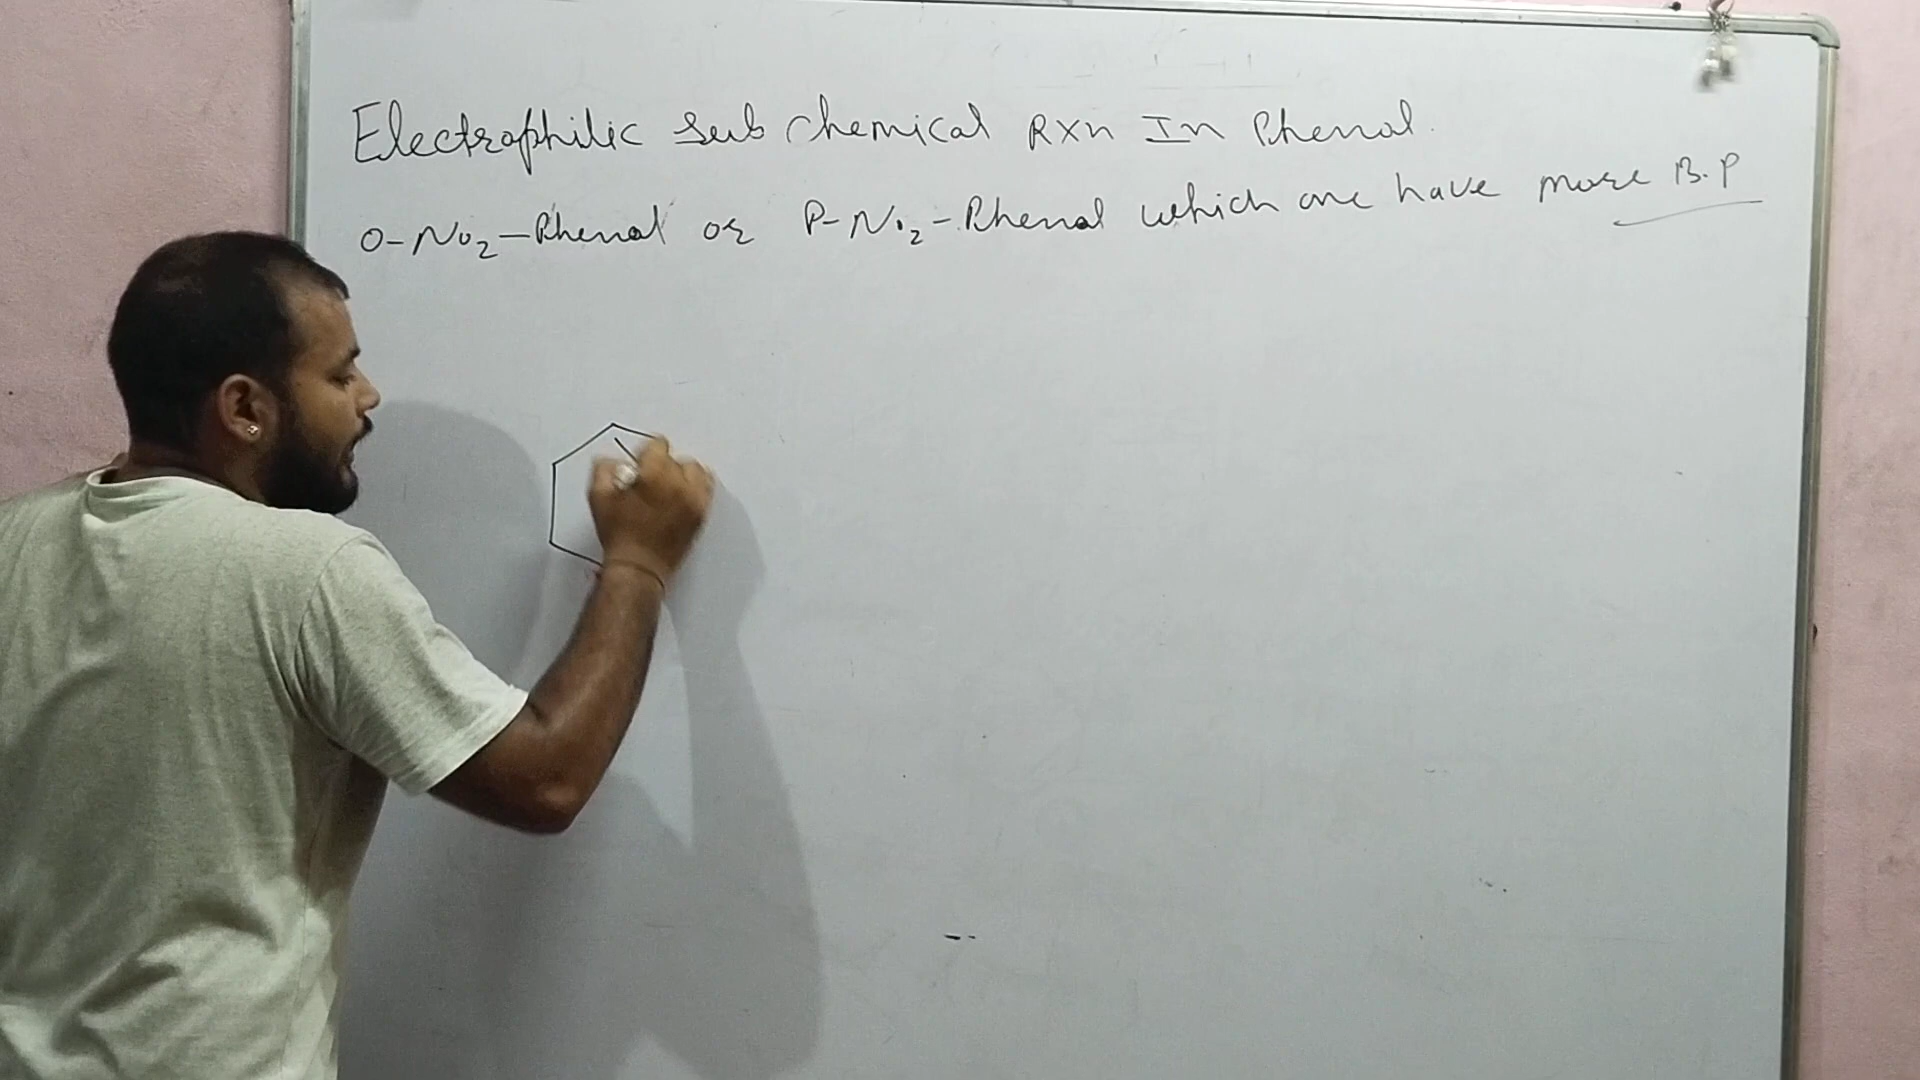 Electrophilic Sub Chemical Rxn In Phenol.
O-No2-Phenol or P-No2-Phenol which one have more B.P